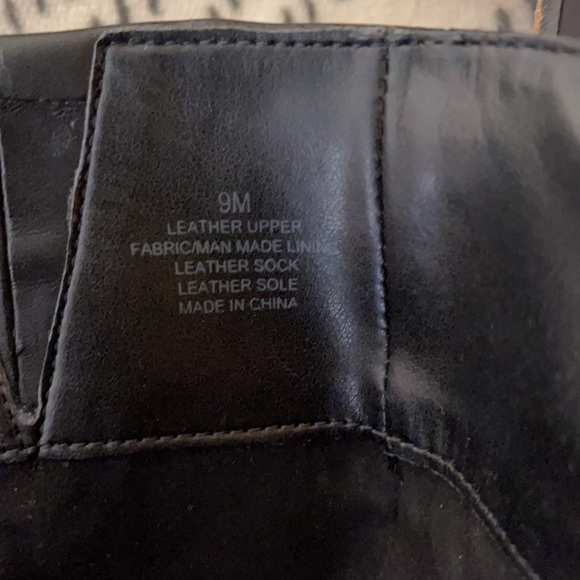 9M
LEATHER UPPER
FABRIC/MAN MADE LINING
LEATHER SOCK
LEATHER SOLE
MADE IN CHINA